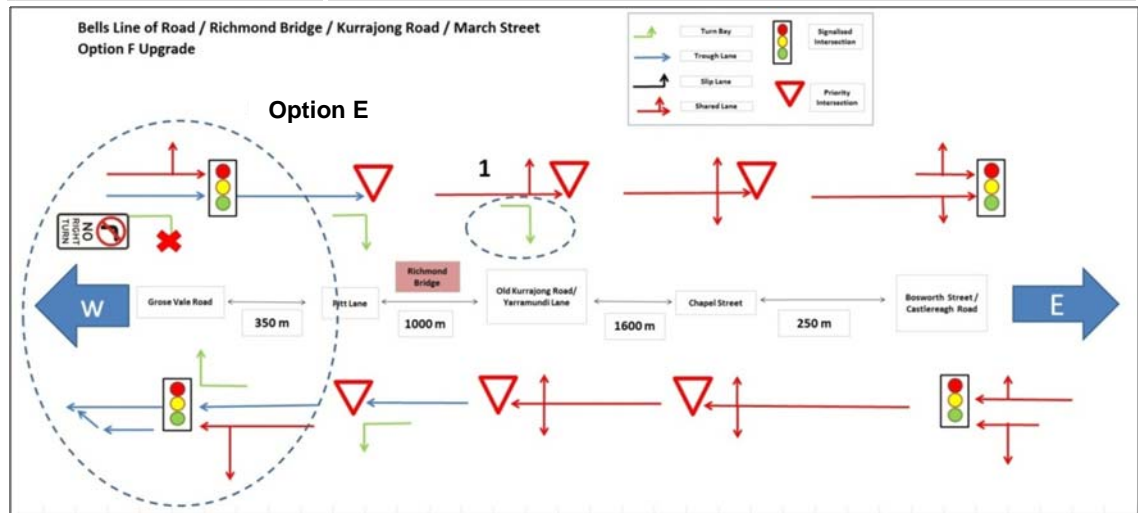 Bells Line of Road / Richmond Bridge / Kurrajong Road / March Street
Option F Upgrade
Turn Bay
Trough Lane
Slip Lane
Shared Lane
Signalised
Intersection
Priority
Intersection
Option E
1
NO
RIGHT
TURN
W
Grose Vale Road
350 m
Pitt Lane
Richmond
Bridge
1000 m
Old Kurrajong Road/
Yarramundi Lane
1600 m
Chapel Street
250 m
Bosworth Street /
Castlereagh Road
E